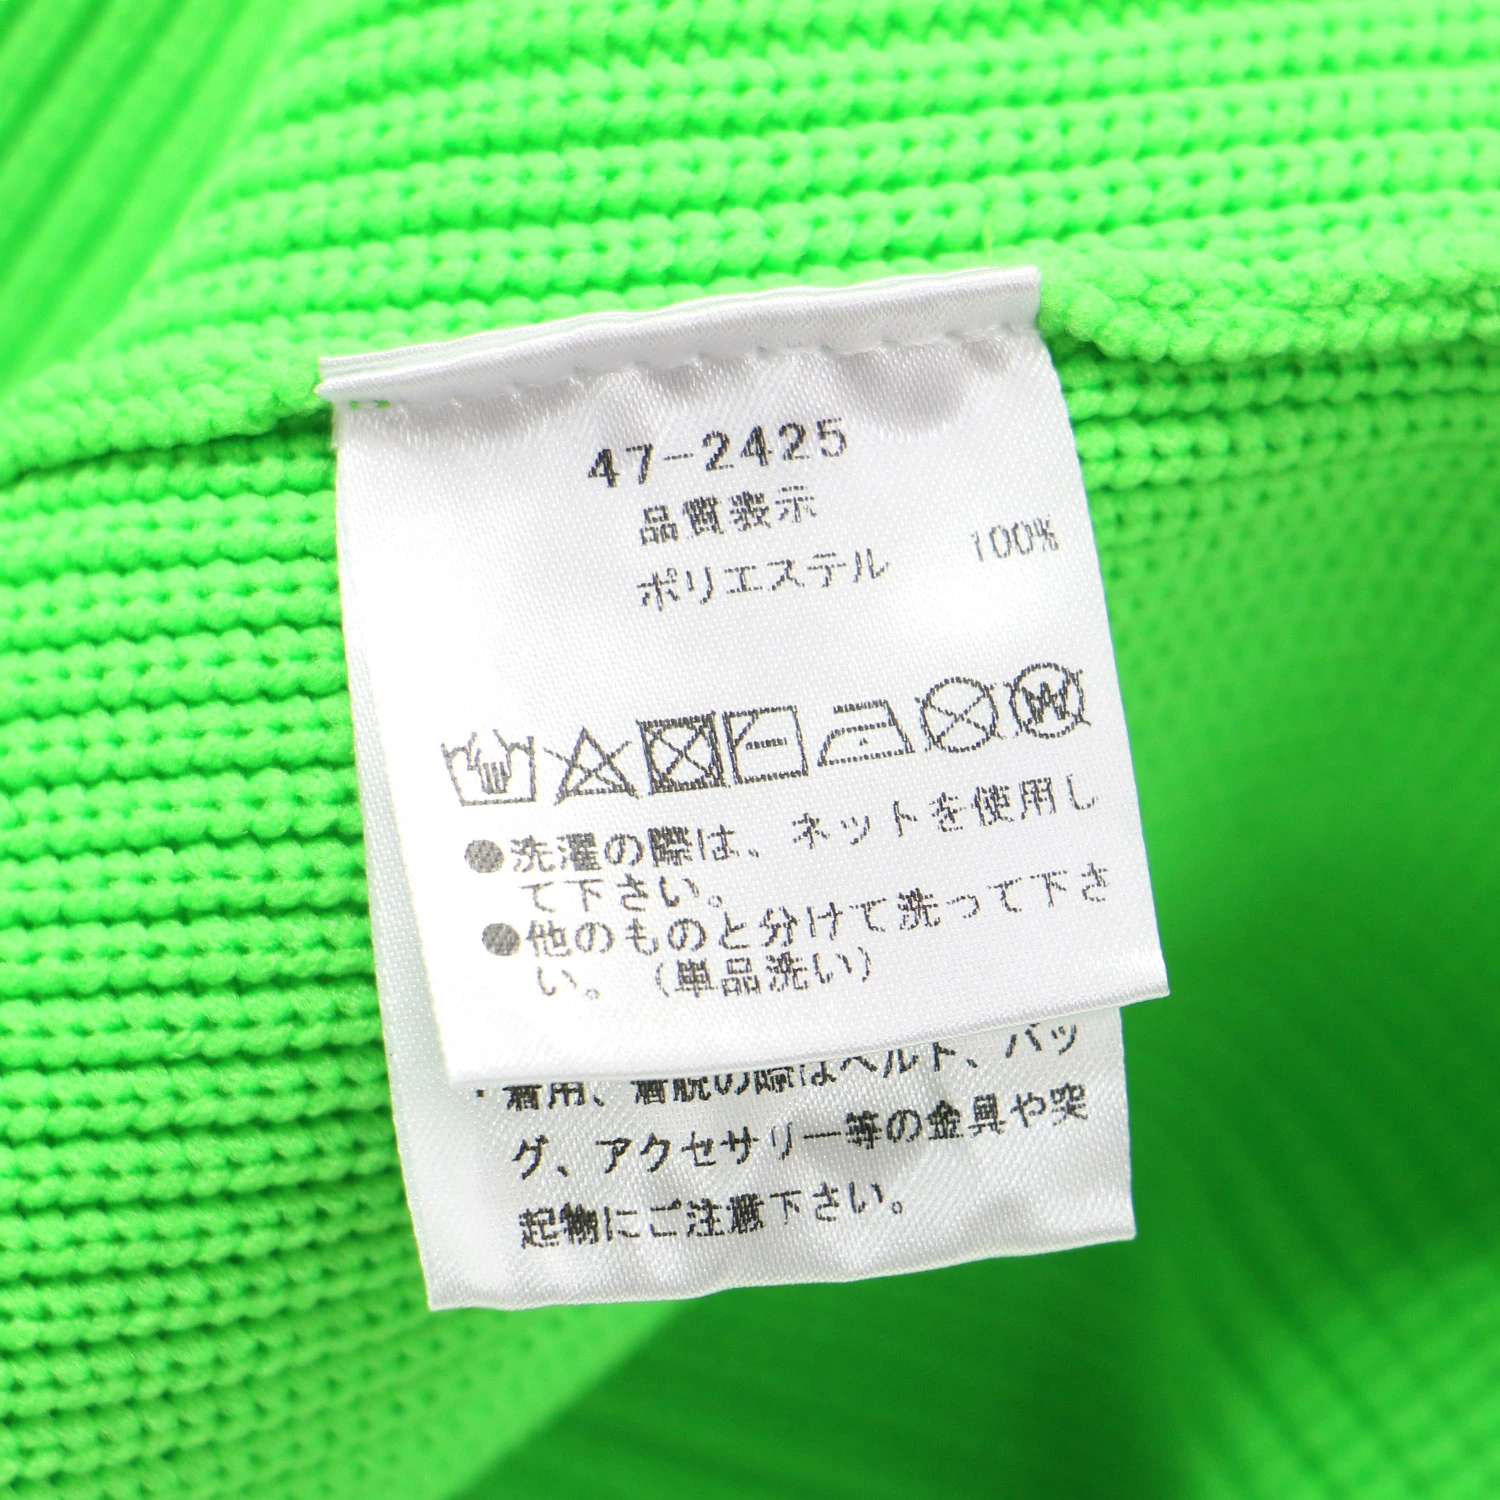 47-2425
品質表示
ポリエステル 100%
W
●洗濯の際は、ネットを使用し
て下さい。
●他のものと分けて洗って下さ
い。(単品洗い)
・着用、着脱の際はベルト、バッ
グ、アクセサリー等の金具や突
起物にご注意下さい。